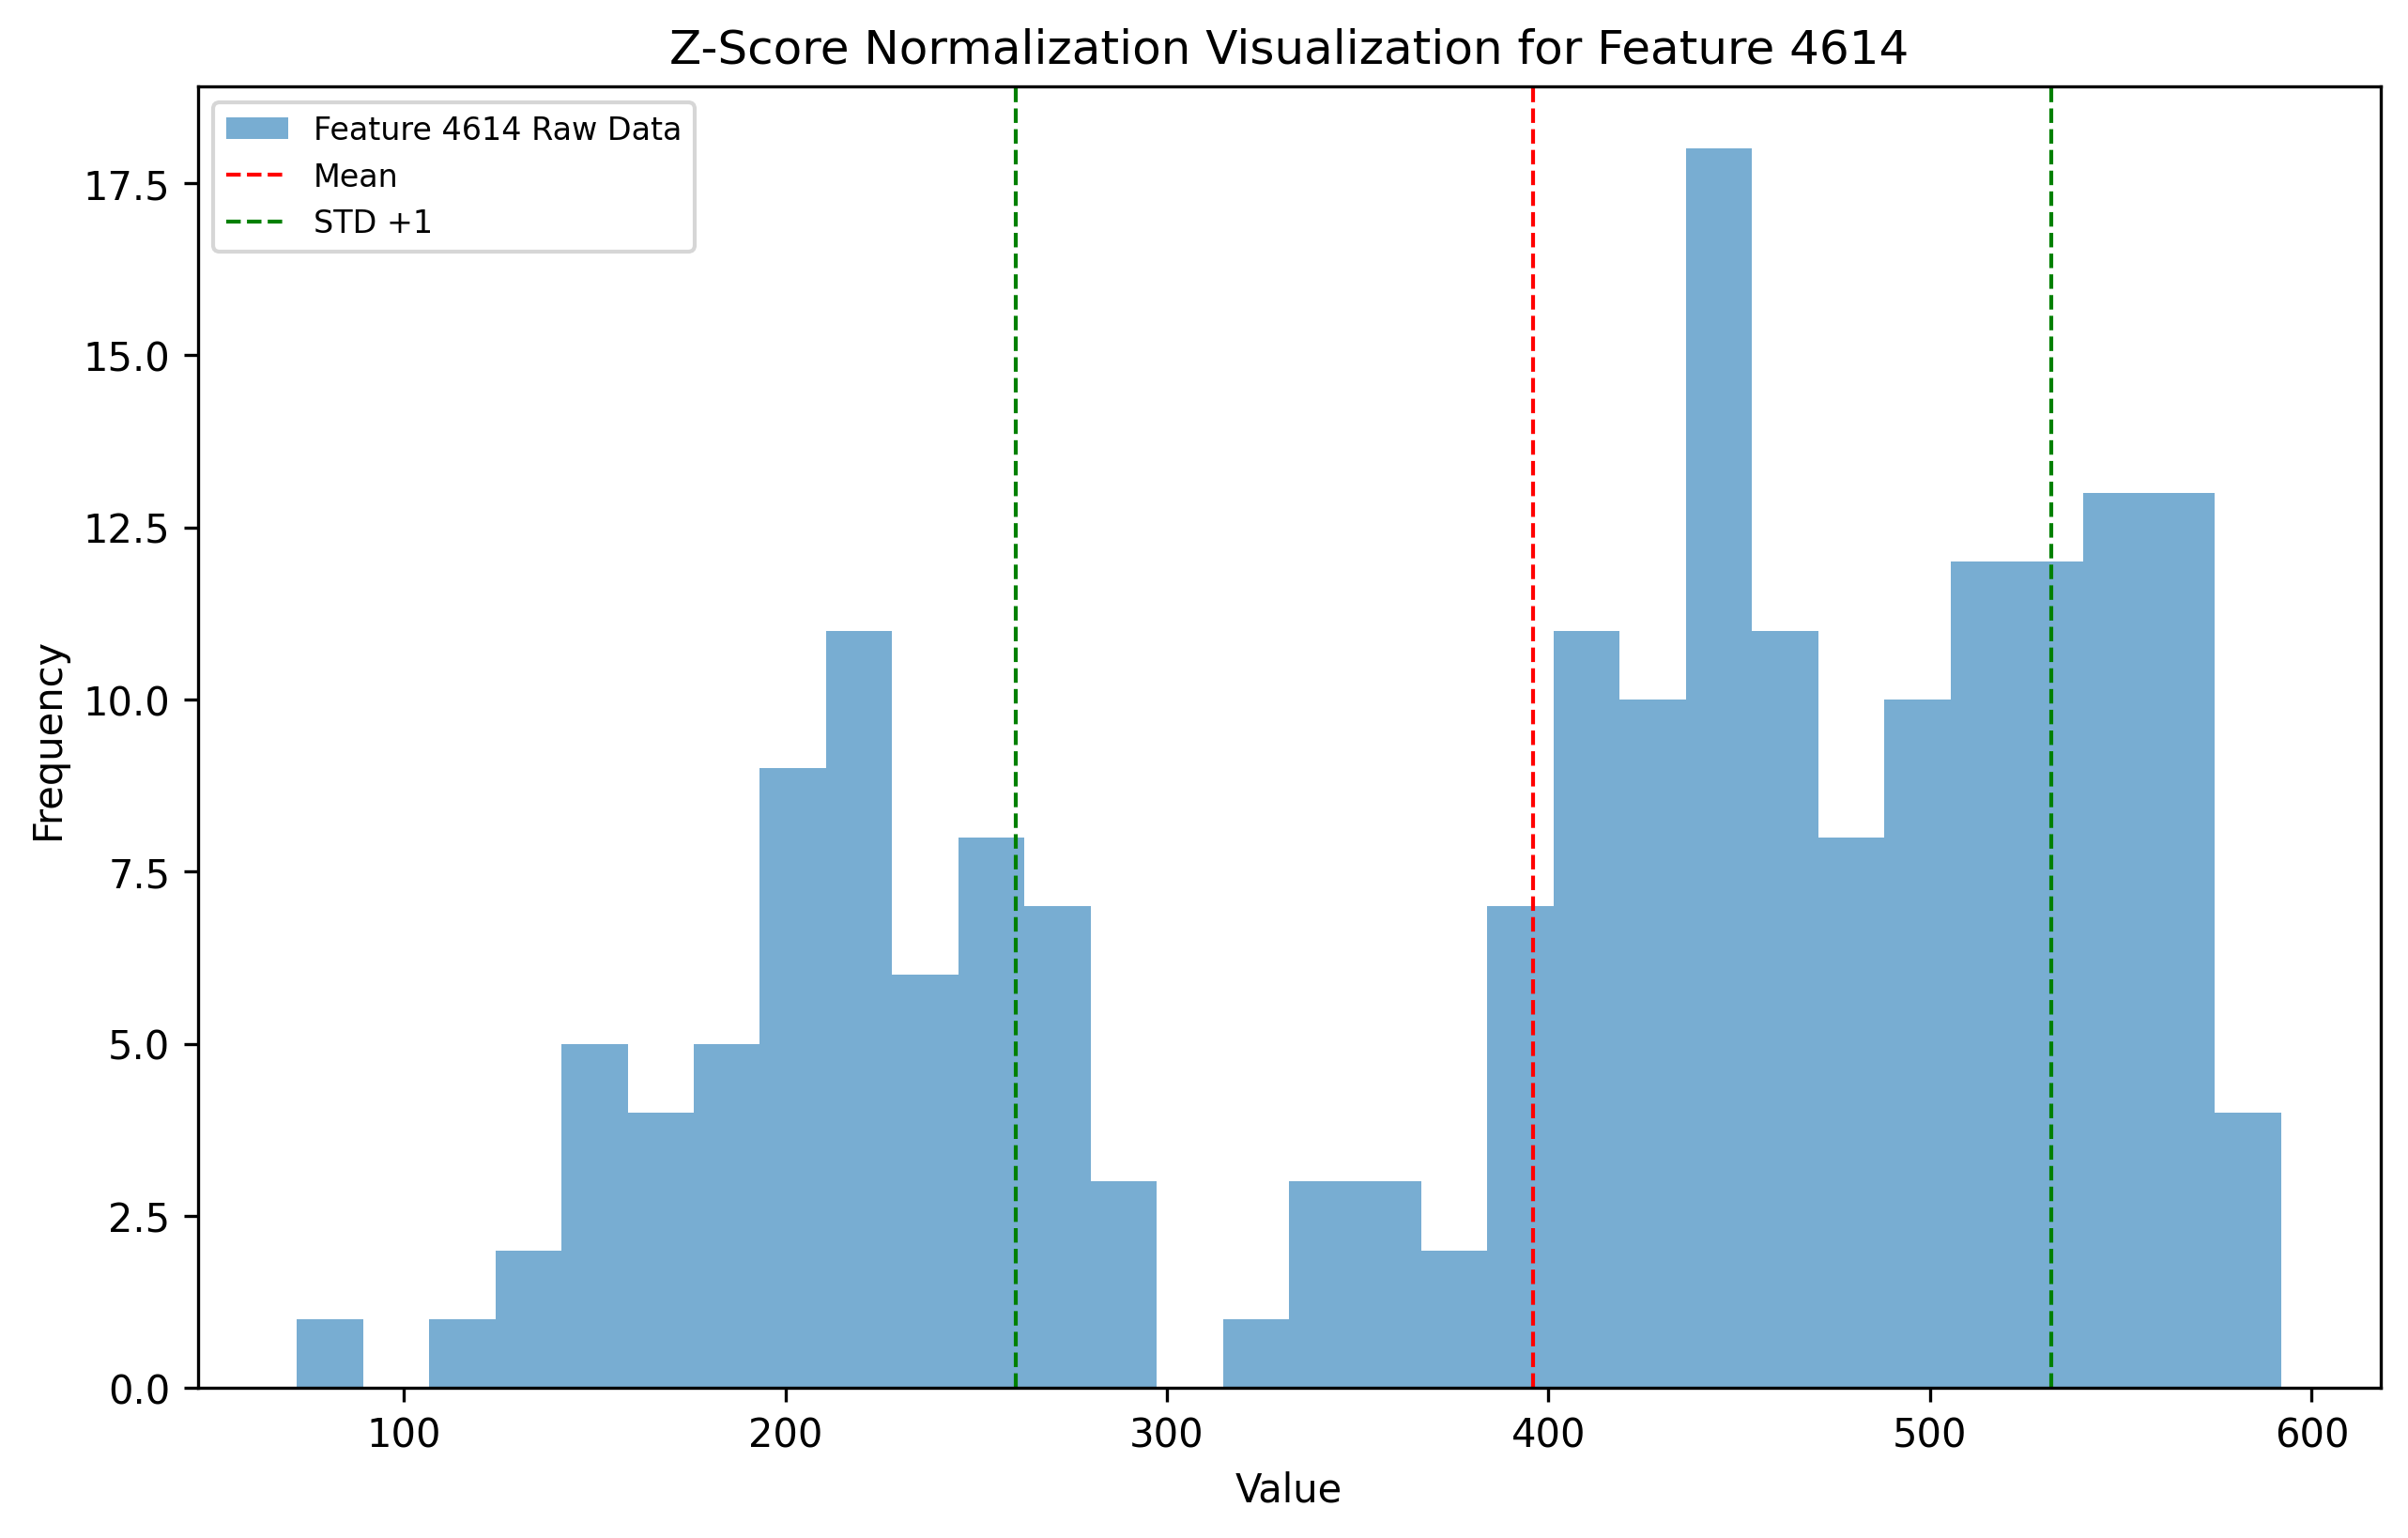 Z-Score Normalization Visualization for Feature 4614
Feature 4614 Raw Data
Mean
STD +1
17.5
15.0
12.5
10.0
7.5
5.0
2.5
0.0
Frequency
100 200 300 400 500 600
Value